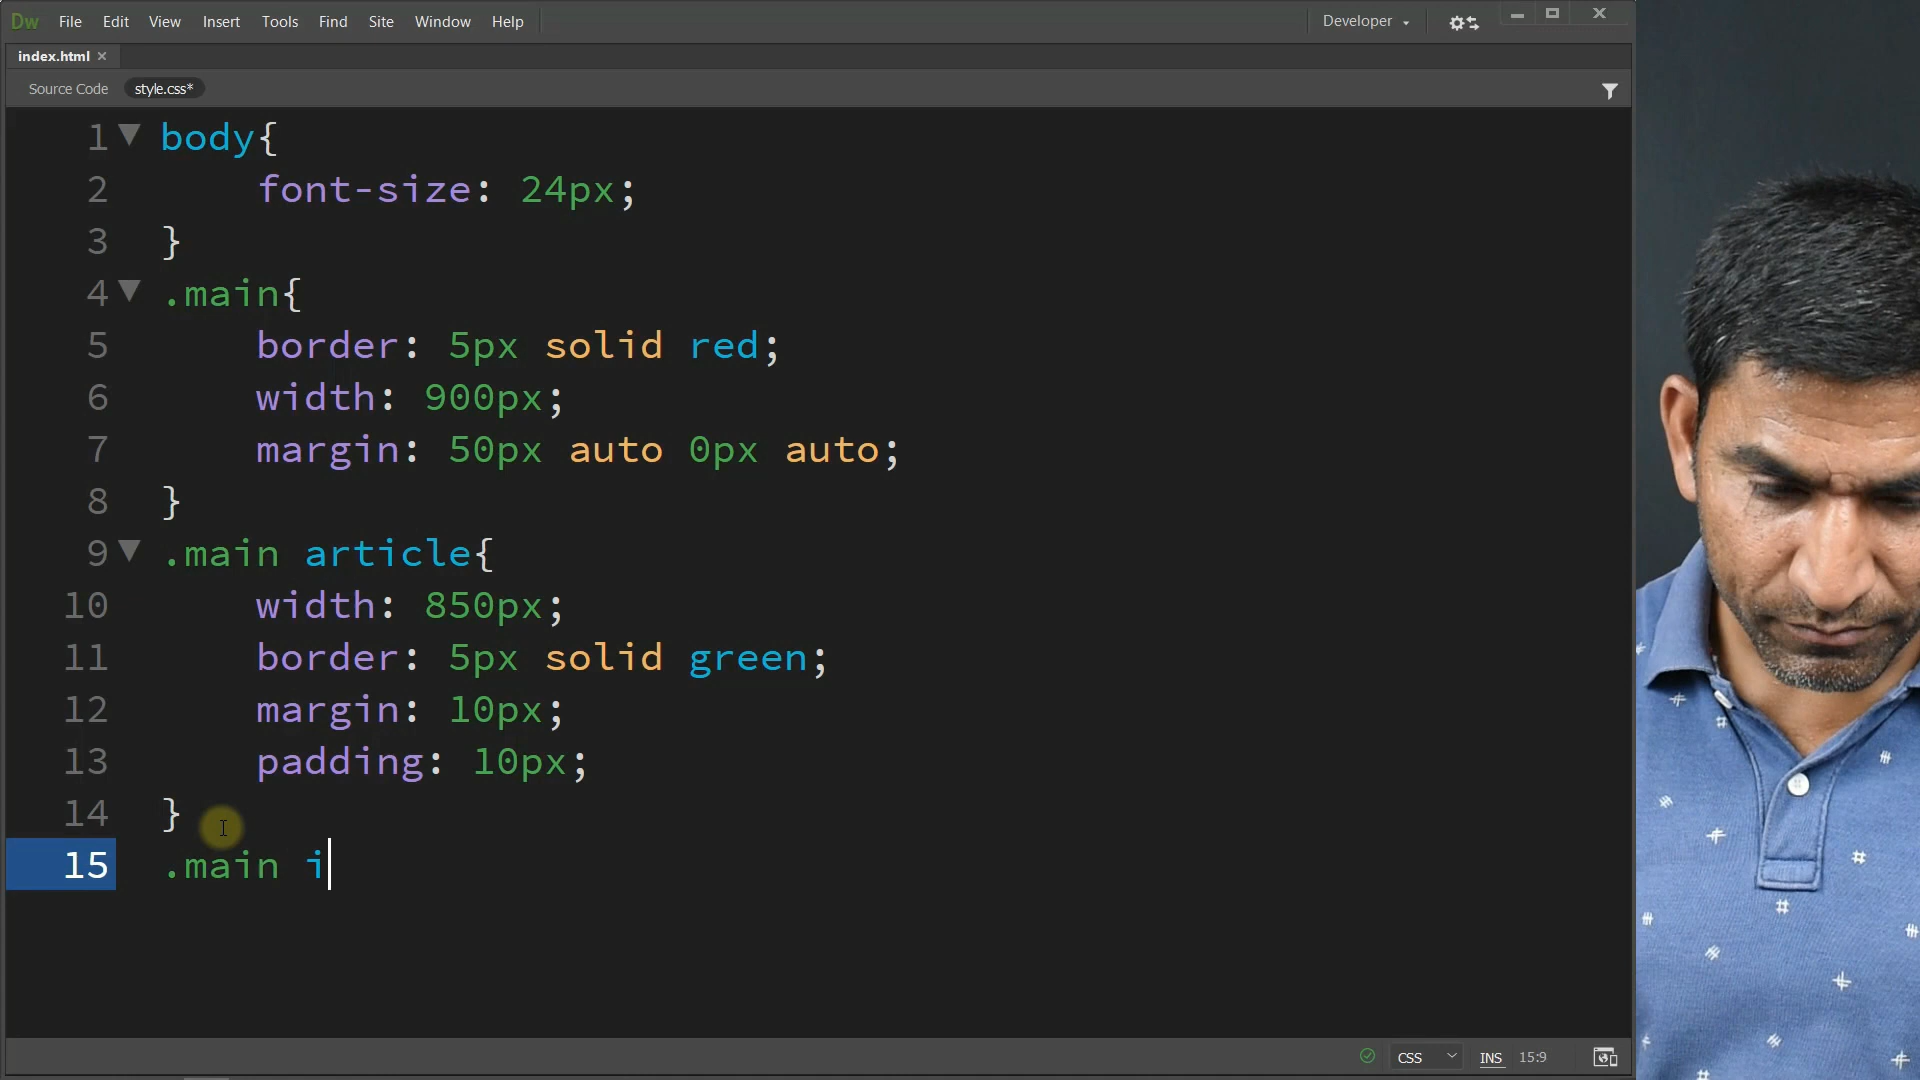 Dw File Edit View Insert Tools Find Site Window Help Developer
index.html
Source Code style.css*
1 body{
2 font-size: 24px;
3 }
4 .main{
5 border: 5px solid red;
6 width: 900px;
7 margin: 50px auto 0px auto;
8 }
9 .main article{
10 width: 850px;
11 border: 5px solid green;
12 margin: 10px;
13 padding: 10px;
14 }
15 .main i
CSS INS 15:9